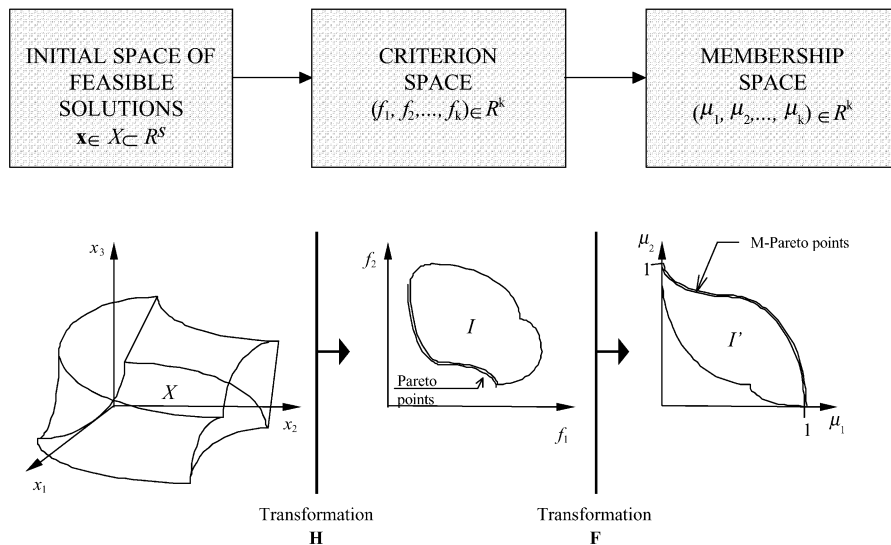 INITIAL SPACE OF
FEASIBLE
SOLUTIONS
x∈ X⊂ R^S
CRITERION
SPACE
(f₁, f₂,..., fₖ)∈ R^k
MEMBERSHIP
SPACE
(μ₁, μ₂,..., μₖ) ∈ R^k
x₃
X
x₂
x₁
Transformation
H
f₂
I
Pareto
points
f₁
Transformation
F
μ₂
1
M-Pareto points
I’
1
μ₁